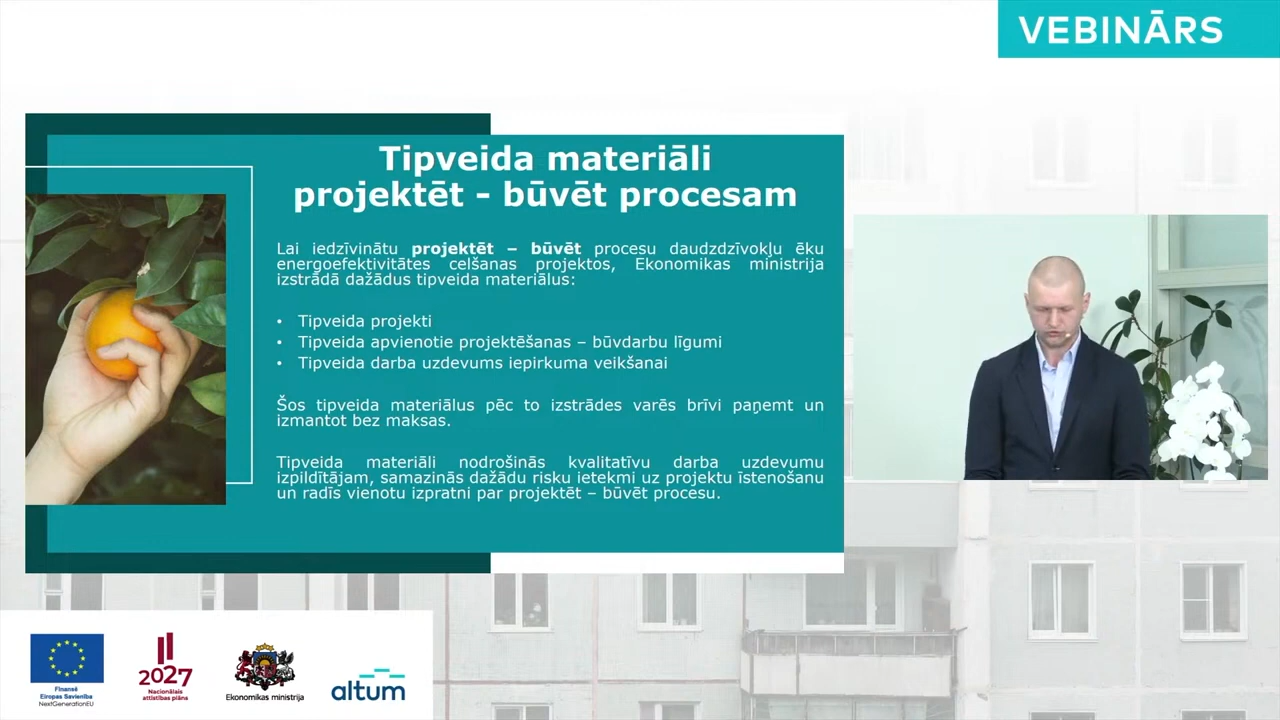 VEBINĀRS
Tipveida materiāli
projektēt - būvēt procesam
Lai iedzīvinātu projektēt – būvēt procesu daudzdzīvokļu ēku
energoefektivitātes celšanas projektos, Ekonomikas ministrija
izstrādā dažādus tipveida materiālus:
• Tipveida projekti
• Tipveida apvienotie projektēšanas – būvdarbu līgumi
• Tipveida darba uzdevums iepirkuma veikšanai
Šos tipveida materiālus pēc to izstrādes varēs brīvi paņemt un
izmantot bez maksas.
Tipveida materiāli nodrošinās kvalitatīvu darba uzdevumu
izpildītājam, samazinās dažādu risku ietekmi uz projektu īstenošanu
un radīs vienotu izpratni par projektēt – būvēt procesu.
Finansē
Eiropas Savienība
NextGenerationEU
2027
Nacionālais
attīstības plāns
Ekonomikas ministrija
altum